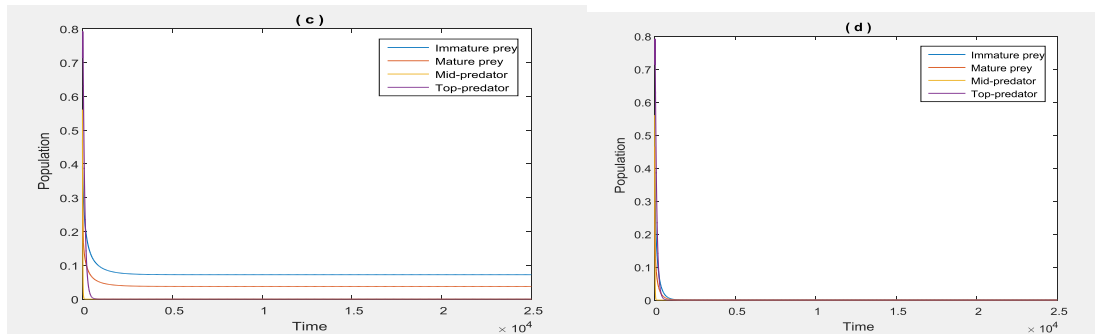 ( c )
0.8
0.7
0.6
0.5
0.4
0.3
0.2
0.1
0
Population
Immature prey
Mature prey
Mid-predator
Top-predator
0
0.5
1
1.5
2
2.5
Time
× 10⁴
( d )
0.8
0.7
0.6
0.5
0.4
0.3
0.2
0.1
0
Population
Immature prey
Mature prey
Mid-predator
Top-predator
0
0.5
1
1.5
2
2.5
Time
× 10⁴